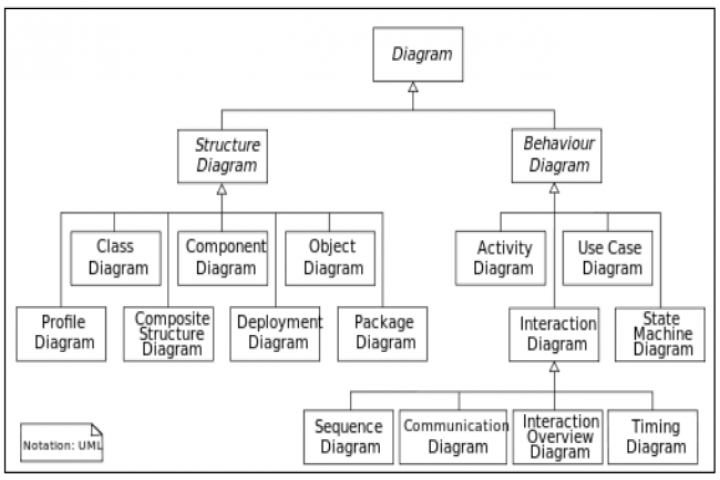 Diagram
Structure
Diagram
Behaviour
Diagram
Class
Diagram
Component
Diagram
Object
Diagram
Activity
Diagram
Use Case
Diagram
Profile
Diagram
Composite
Structure
Diagram
Deployment
Diagram
Package
Diagram
Interaction
Diagram
State
Machine
Diagram
Sequence
Diagram
Communication
Diagram
Interaction
Overview
Diagram
Timing
Diagram
Notation: UML